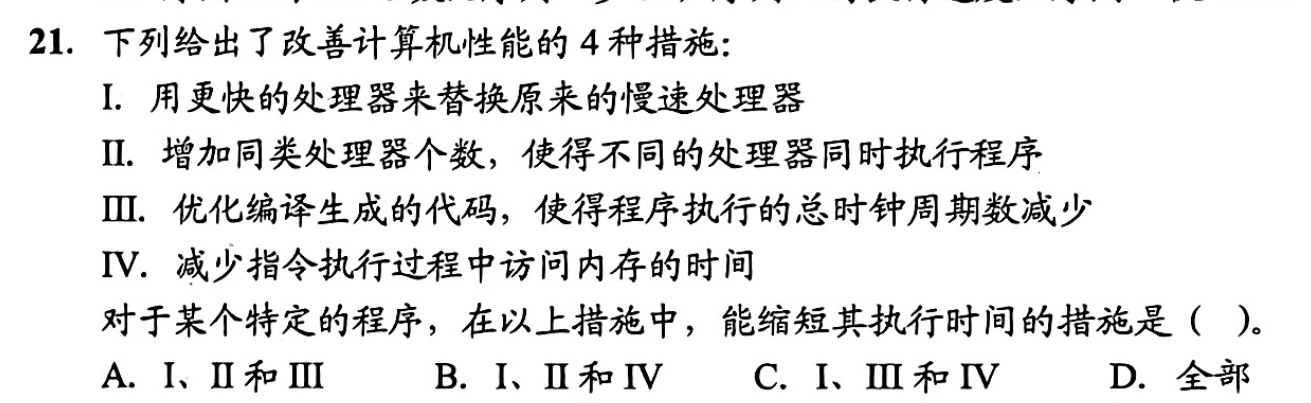 21. 下列给出了改善计算机性能的 4 种措施:
I. 用更快的处理器来替换原来的慢速处理器
II. 增加同类处理器个数，使得不同的处理器同时执行程序
III. 优化编译生成的代码，使得程序执行的总时钟周期数减少
IV. 减少指令执行过程中访问内存的时间
对于某个特定的程序，在以上措施中，能缩短其执行时间的措施是 ( )。
A. I、II 和 III B. I、II 和 IV C. I、III 和 IV D. 全部